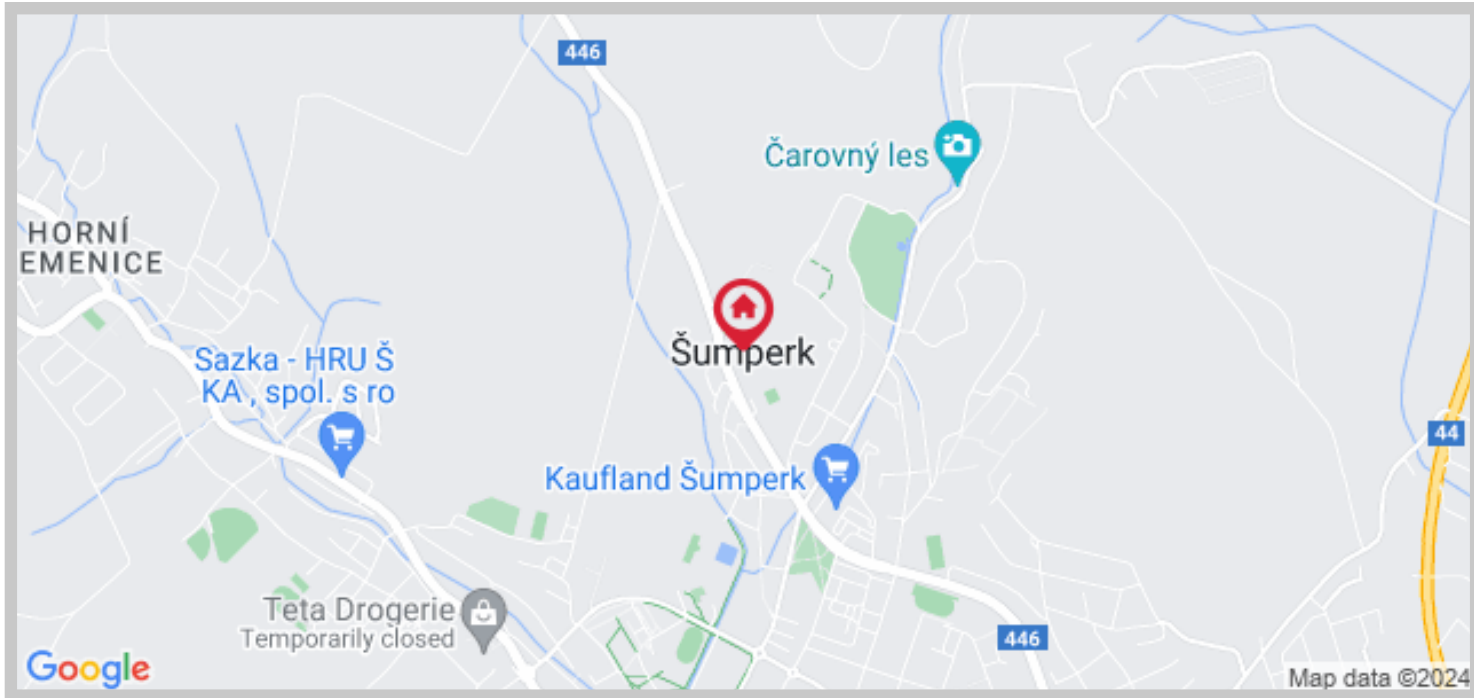 446
Čarovný les
HORNÍ
EMENICE
Šumperk
Sazka - HRU Š
KA , spol. s ro
44
Kaufland Šumperk
Teta Drogerie
Temporarily closed
446
Google
Map data ©2024